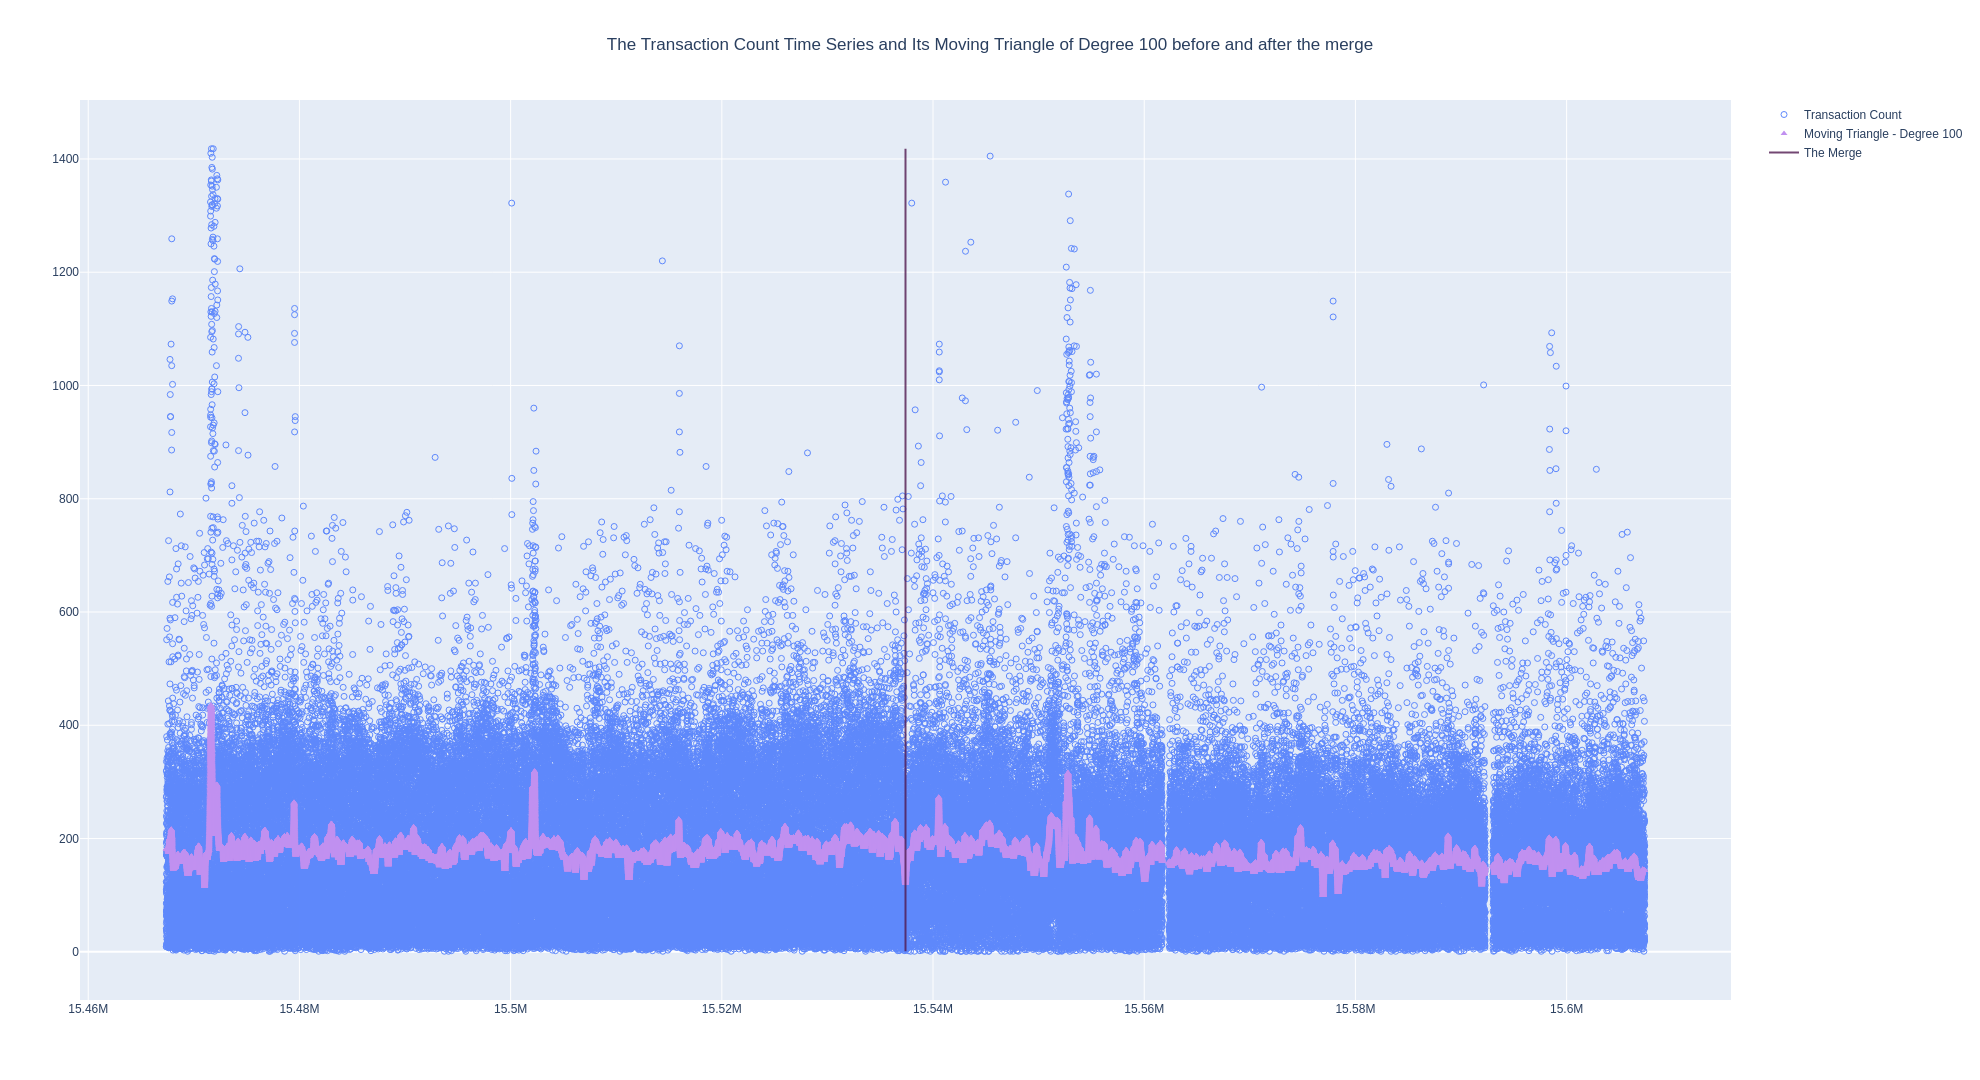 The Transaction Count Time Series and Its Moving Triangle of Degree 100 before and after the merge
Transaction Count
Moving Triangle - Degree 100
The Merge
1400
1200
1000
800
600
400
200
0
15.46M
15.48M
15.5M
15.52M
15.54M
15.56M
15.58M
15.6M